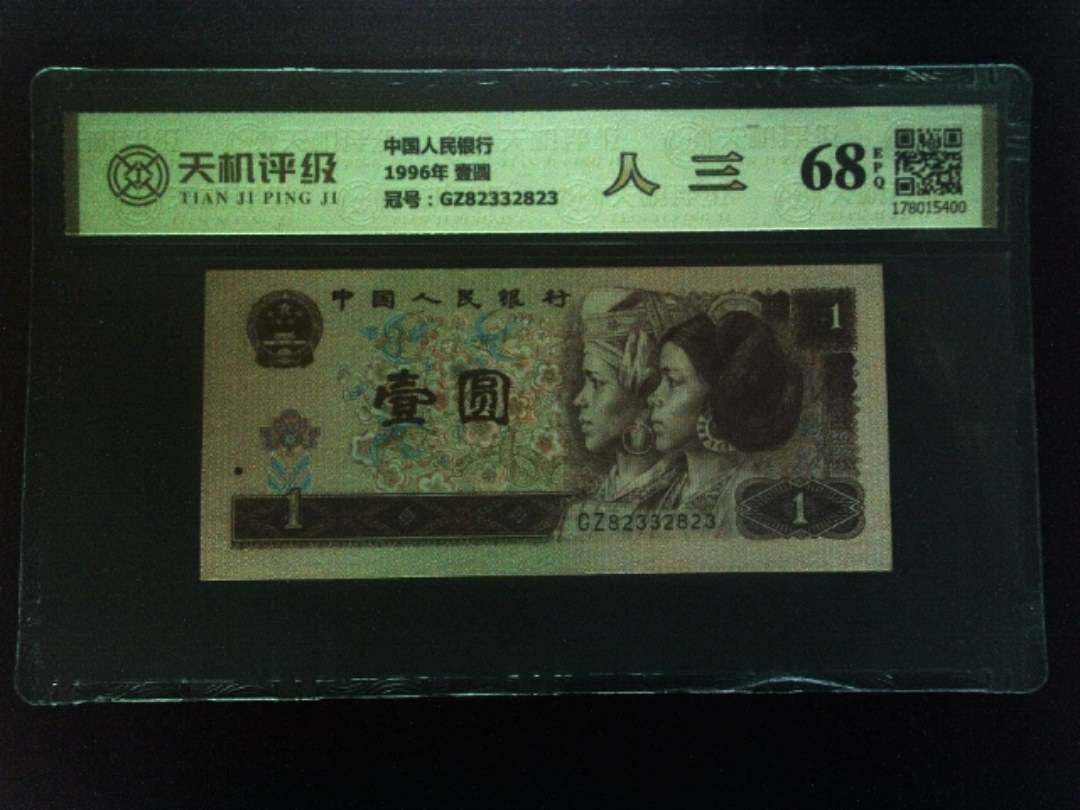 天机评级
TIAN JI PING JI
中国人民银行
1996年 壹圆
冠号：GZ82332823
人 三
68
EPQ
178015400
中国人民银行
1
壹圆
1
GZ82332823
1